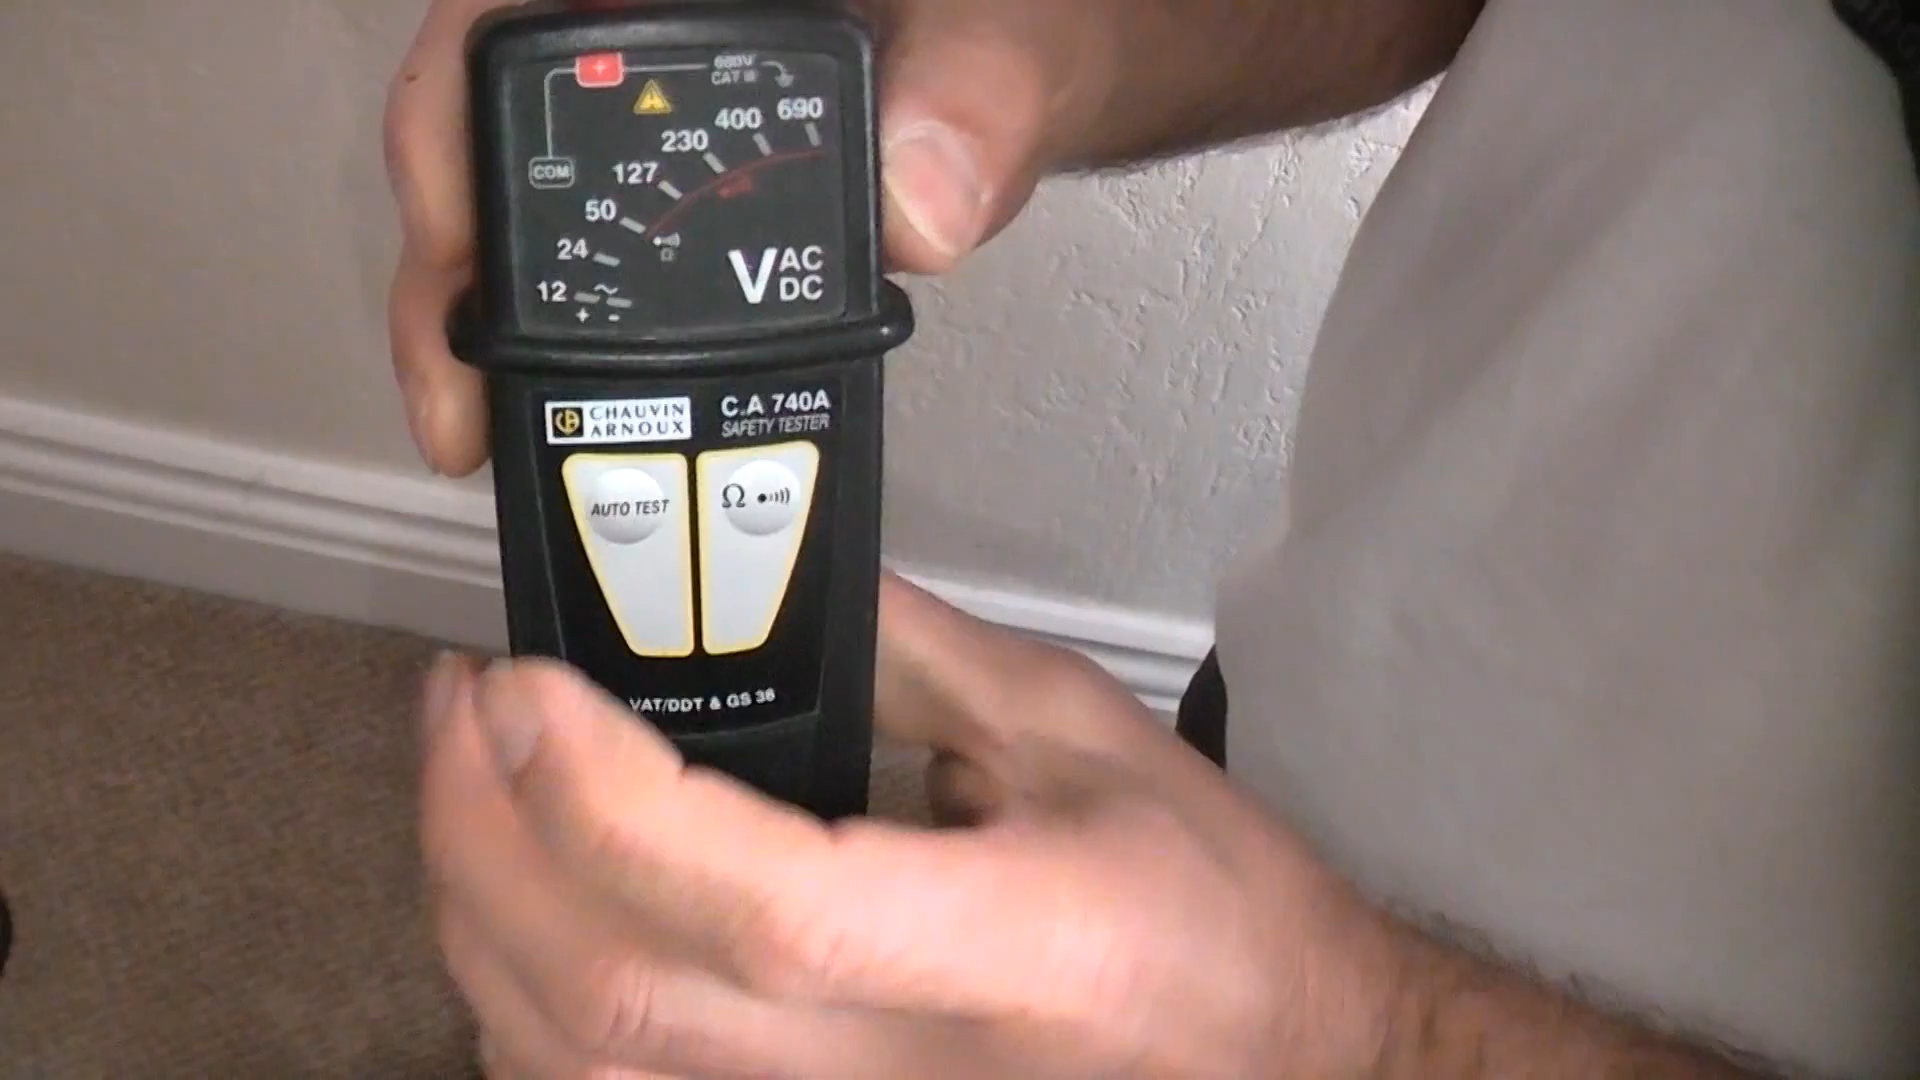 +
690V
CAT III
COM
690
400
230
127
50
24
12
Ω
~
+ -
V AC
DC
CHAUVIN
ARNOUX
C.A 740A
SAFETY TESTER
AUTO TEST
Ω
VAT/DDT & GS 38